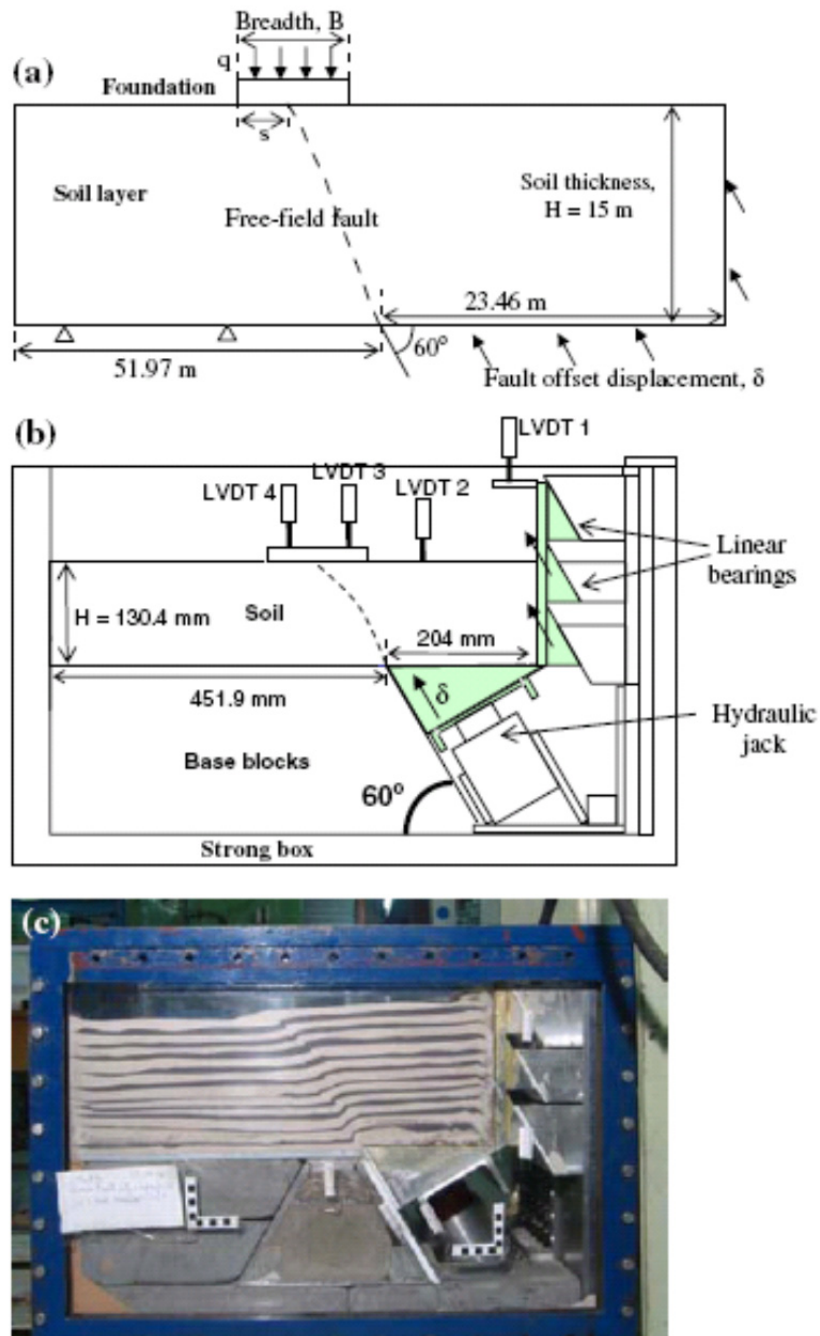 Breadth, B
(a)
q
Foundation
s
Soil layer
Soil thickness,
H = 15 m
Free-field fault
23.46 m
60°
51.97 m
Fault offset displacement, δ
(b)
LVDT 1
LVDT 3
LVDT 4
LVDT 2
Linear
bearings
H = 130.4 mm
Soil
204 mm
451.9 mm
δ
Hydraulic
jack
Base blocks
60°
Strong box
(c)